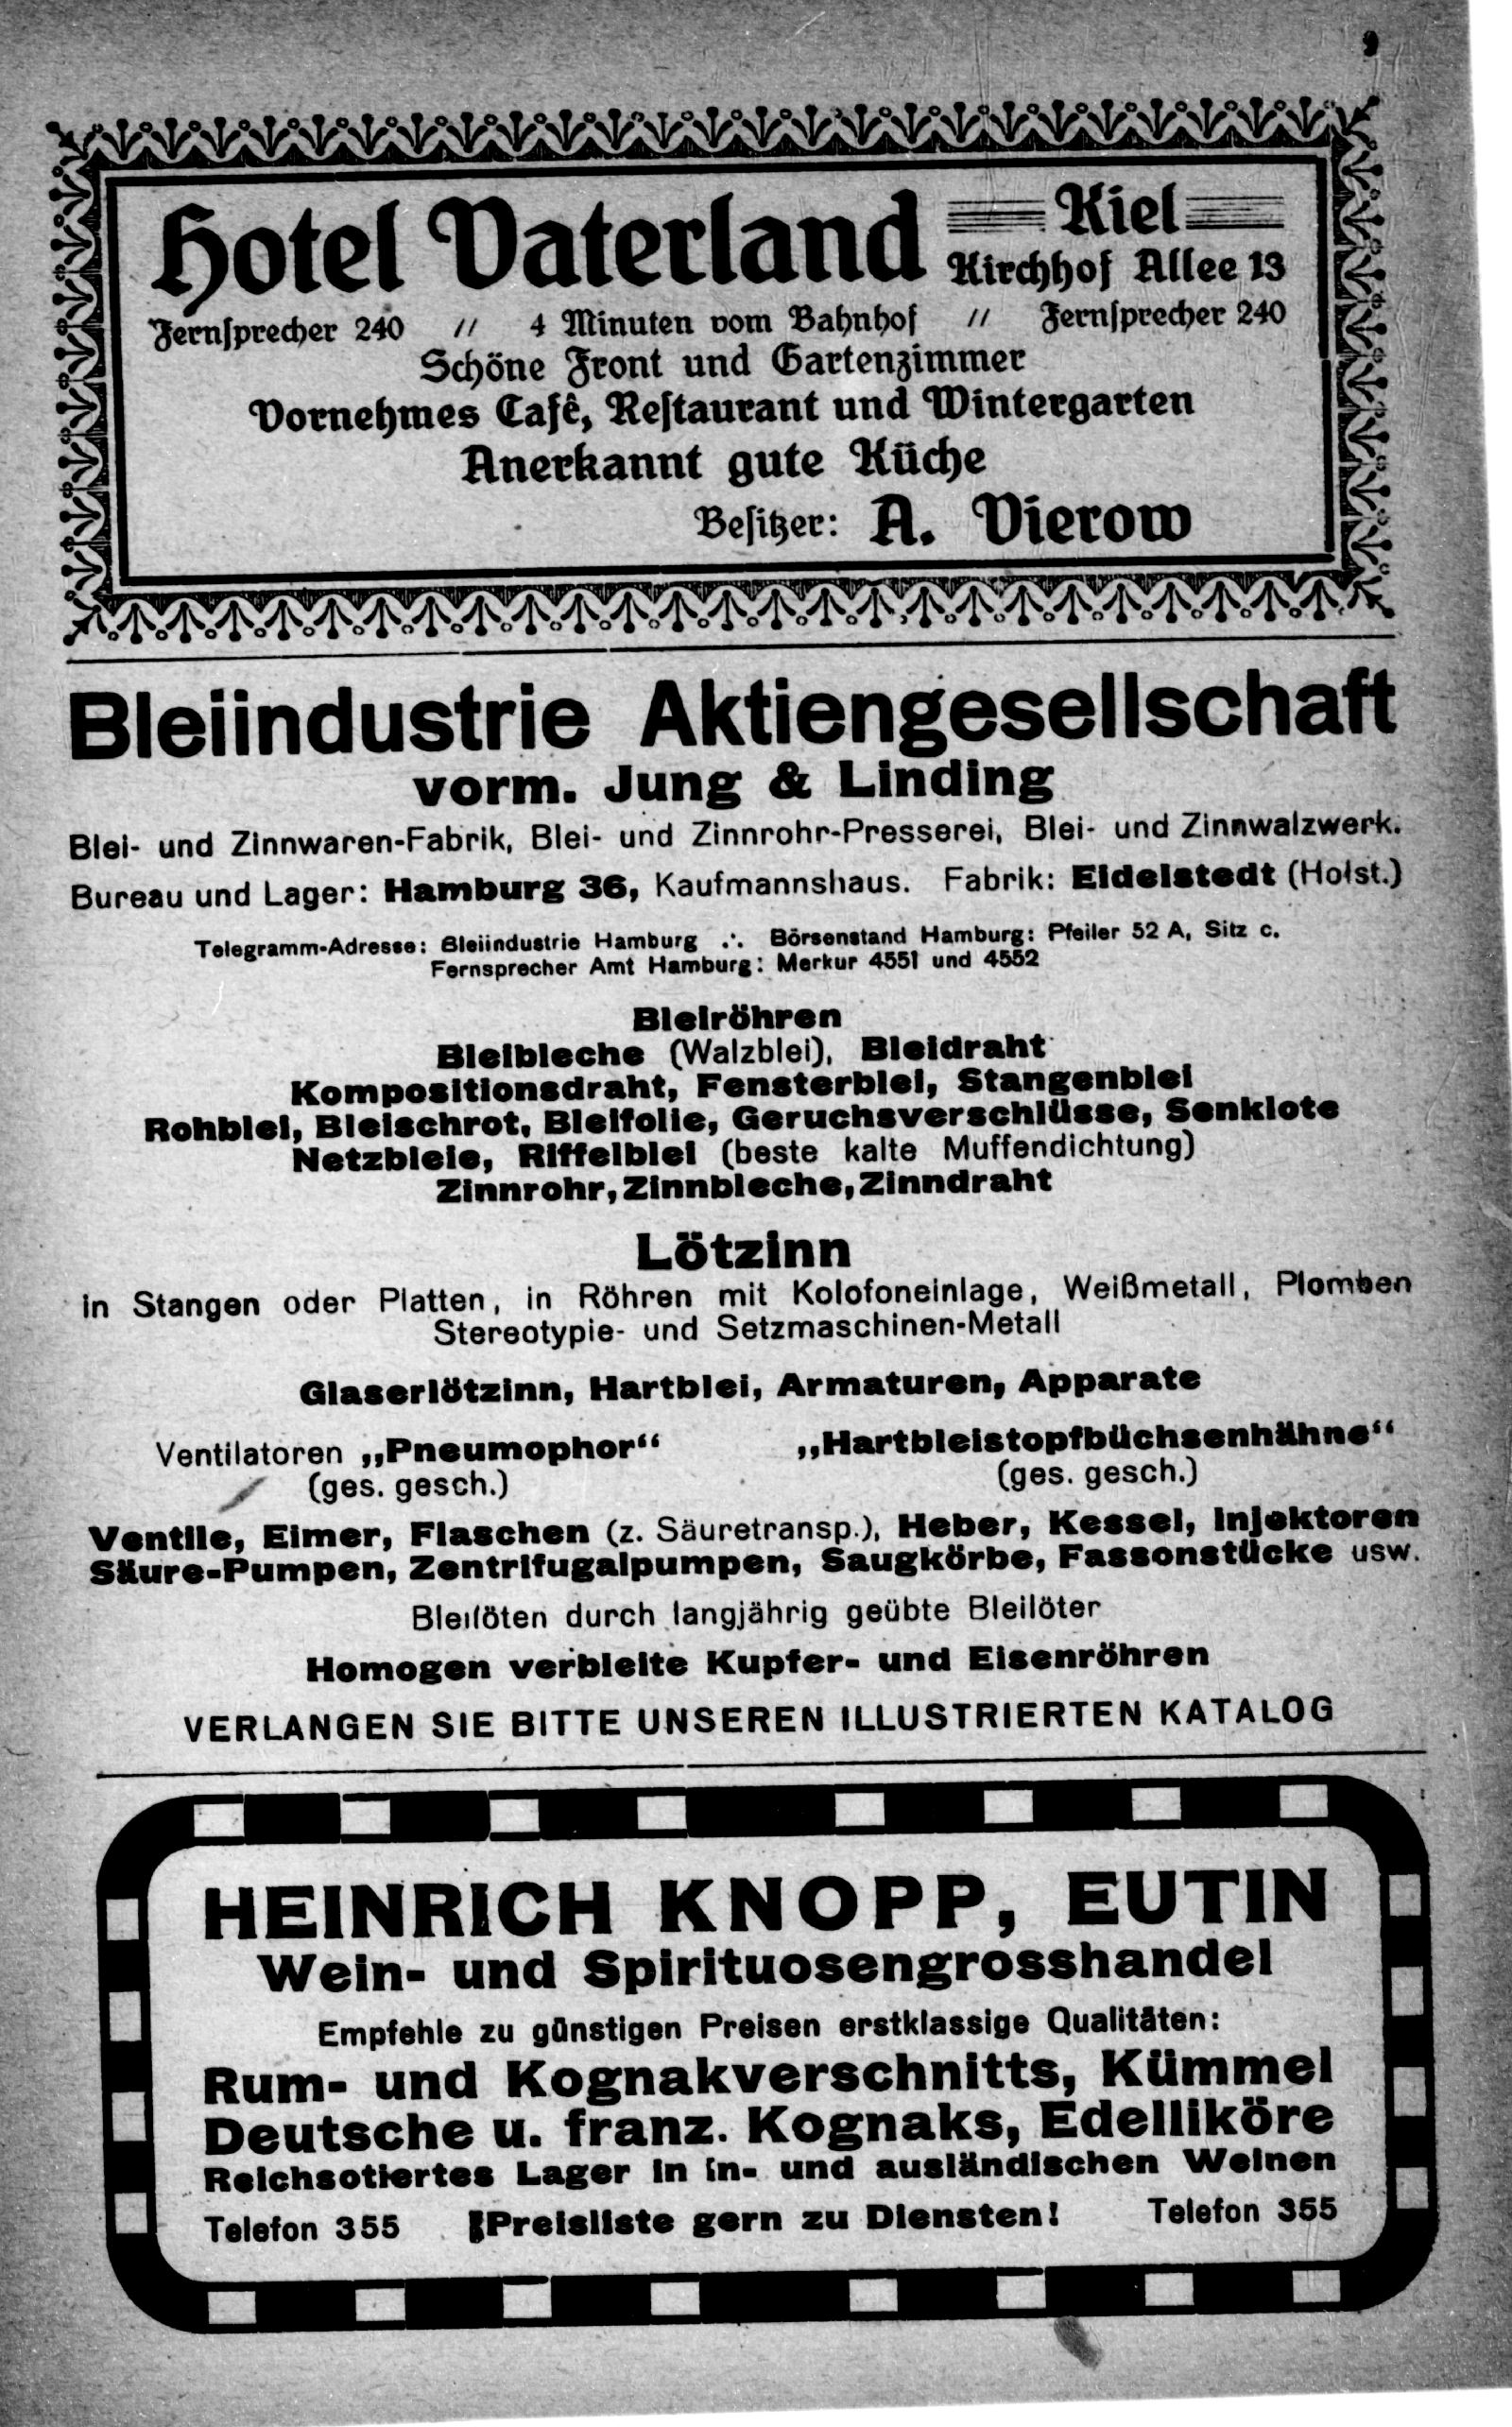 9
Hotel Vaterland Kiel
Kirchhof Allee 13
Fernsprecher 240 // 4 Minuten vom Bahnhof // Fernsprecher 240
Schöne Front und Gartenzimmer
Vornehmes Café, Restaurant und Wintergarten
Anerkannt gute Küche
Besitzer: A. Vierow
Bleiindustrie Aktiengesellschaft
vorm. Jung & Linding
Blei- und Zinnwaren-Fabrik, Blei- und Zinnrohr-Presserei, Blei- und Zinnwalzwerk.
Bureau und Lager: Hamburg 36, Kaufmannshaus. Fabrik: Eidelstedt (Holst.)
Telegramm-Adresse: Bleiindustrie Hamburg ∴ Börsenstand Hamburg: Pfeiler 52 A, Sitz c.
Fernsprecher Amt Hamburg: Merkur 4551 und 4552
Bleiröhren
Bleibleche (Walzblei), Bleidraht
Kompositionsdraht, Fensterblei, Stangenblei
Rohblei, Bleischrot, Bleifolie, Geruchsverschlüsse, Senklote
Netzbleie, Riffelblei (beste kalte Muffendichtung)
Zinnrohr, Zinnbleche, Zinndraht
Lötzinn
in Stangen oder Platten, in Röhren mit Kolofoneinlage, Weißmetall, Plomben
Stereotypie- und Setzmaschinen-Metall
Glaserlötzinn, Hartblei, Armaturen, Apparate
Ventilatoren „Pneumophor“ „Hartbleistopfbüchsenhähne“
(ges. gesch.) (ges. gesch.)
Ventile, Eimer, Flaschen (z. Säuretransp.), Heber, Kessel, Injektoren
Säure-Pumpen, Zentrifugalpumpen, Saugkörbe, Fassonstücke usw.
Bleilöten durch langjährig geübte Bleilöter
Homogen verbleite Kupfer- und Eisenröhren
VERLANGEN SIE BITTE UNSEREN ILLUSTRIERTEN KATALOG
HEINRICH KNOPP, EUTIN
Wein- und Spirituosengrosshandel
Empfehle zu günstigen Preisen erstklassige Qualitäten:
Rum- und Kognakverschnitts, Kümmel
Deutsche u. franz. Kognaks, Edelliköre
Reichsotiertes Lager in in- und ausländischen Weinen
Telefon 355 Preisliste gern zu Diensten! Telefon 355